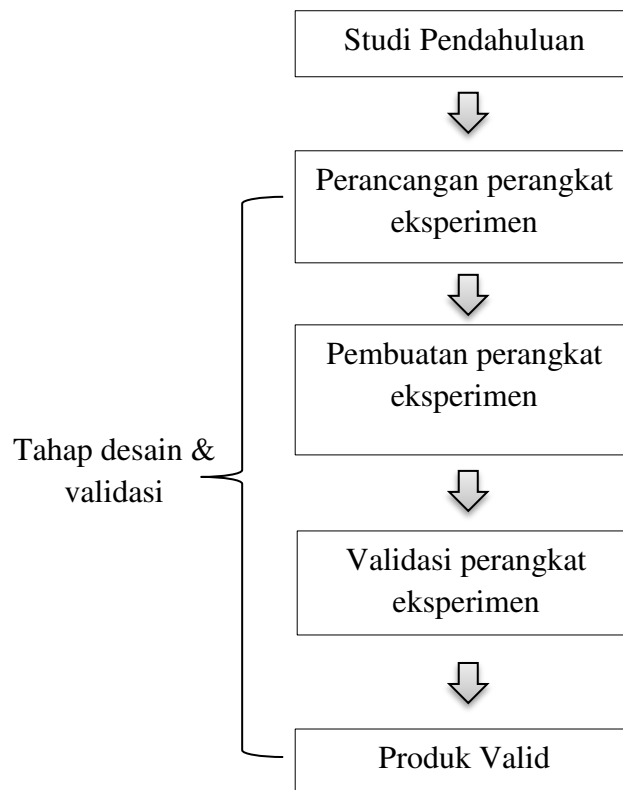 Studi Pendahuluan
Perancangan perangkat
eksperimen
Pembuatan perangkat
eksperimen
Tahap desain &
validasi
Validasi perangkat
eksperimen
Produk Valid